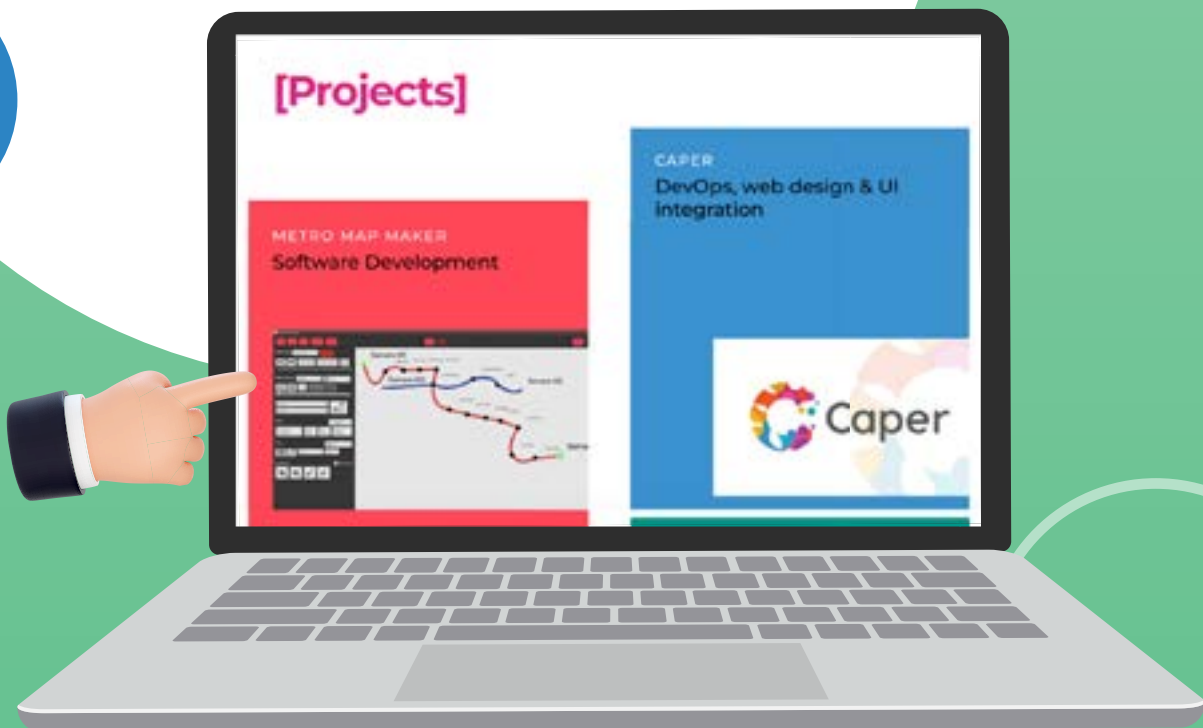 [Projects]
METRO MAP MAKER
Software Development
CAPER
DevOps, web design & UI
integration
Caper